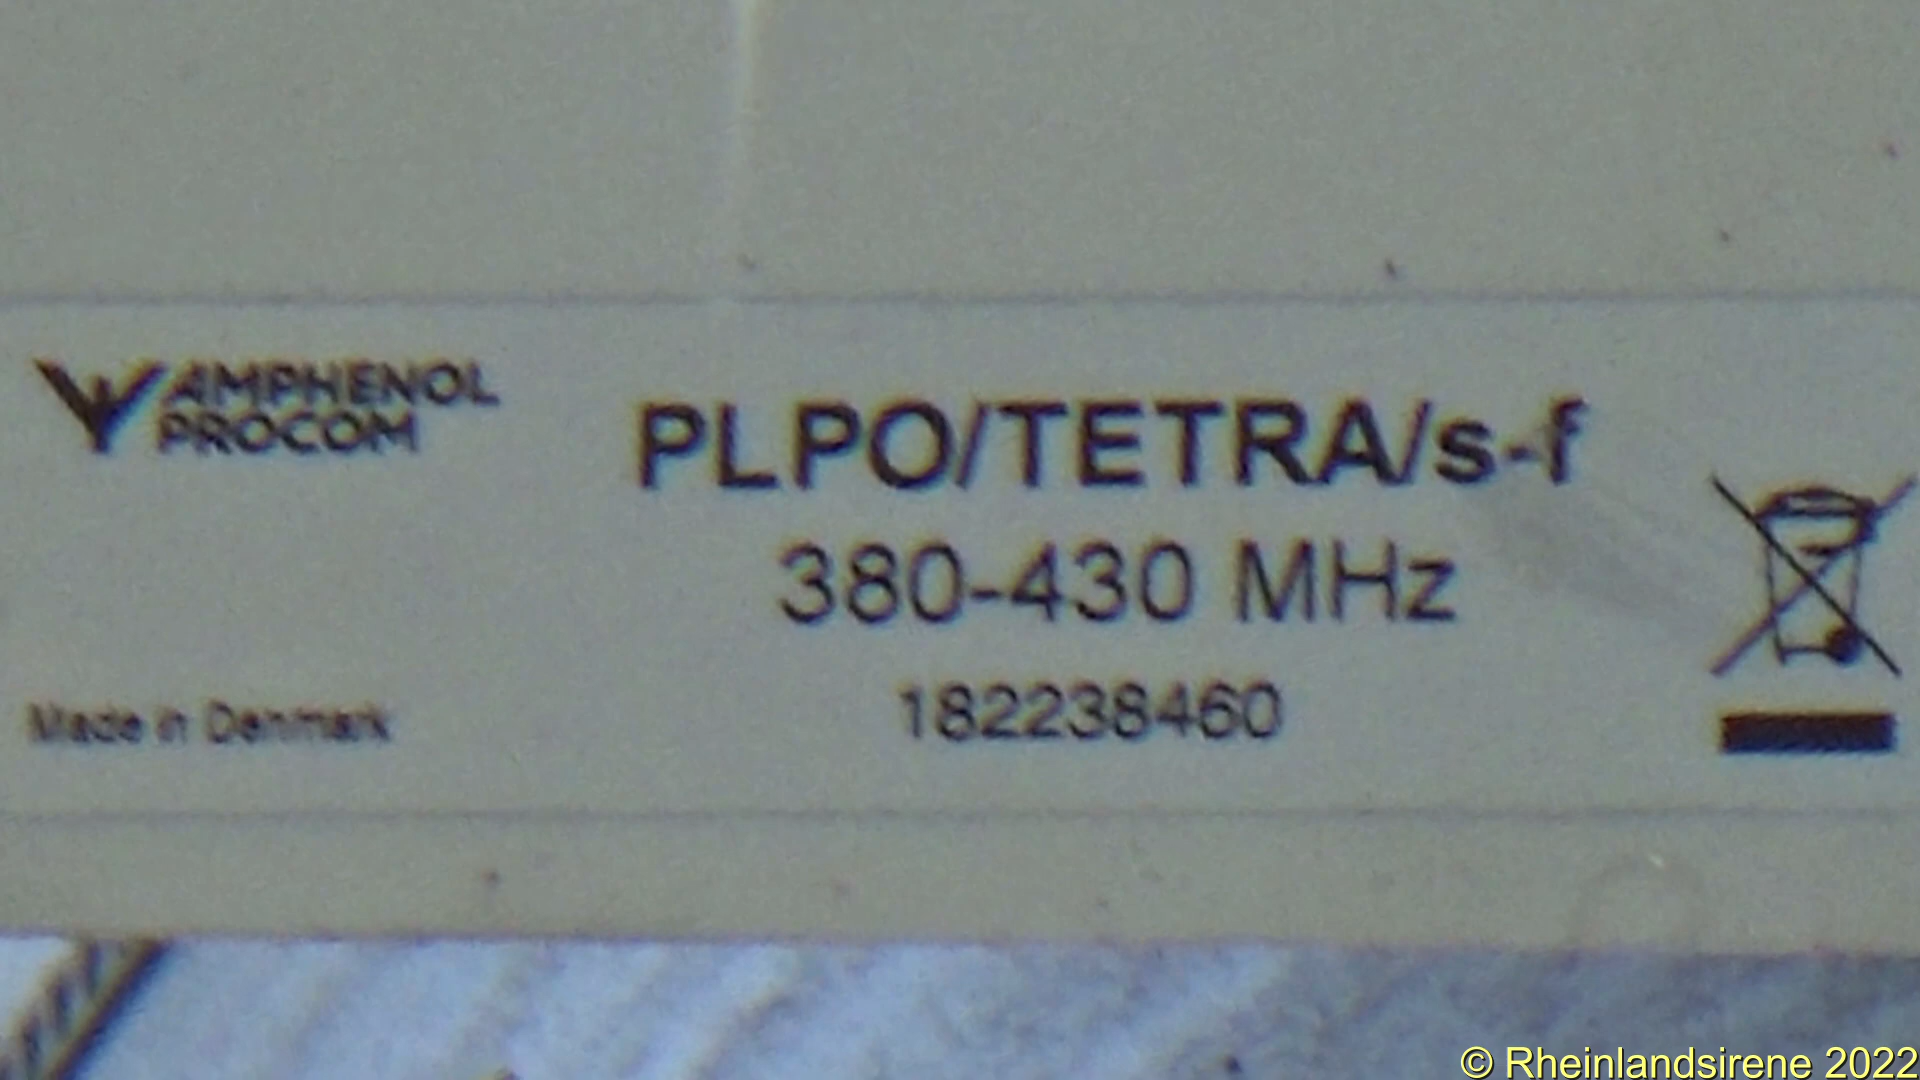 AMPHENOL
PROCOM
PLPO/TETRA/s-f
380-430 MHz
182238460
Made in Denmark
© Rheinlandsirene 2022